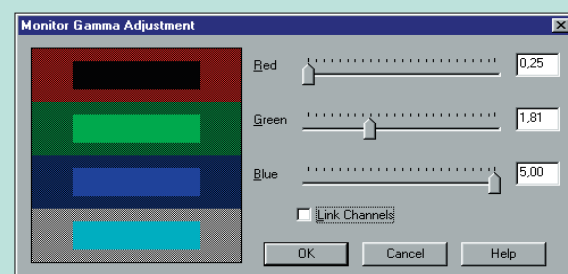 Monitor Gamma Adjustment
Red 0,25
Green 1,81
Blue 5,00
Link Channels
OK Cancel Help